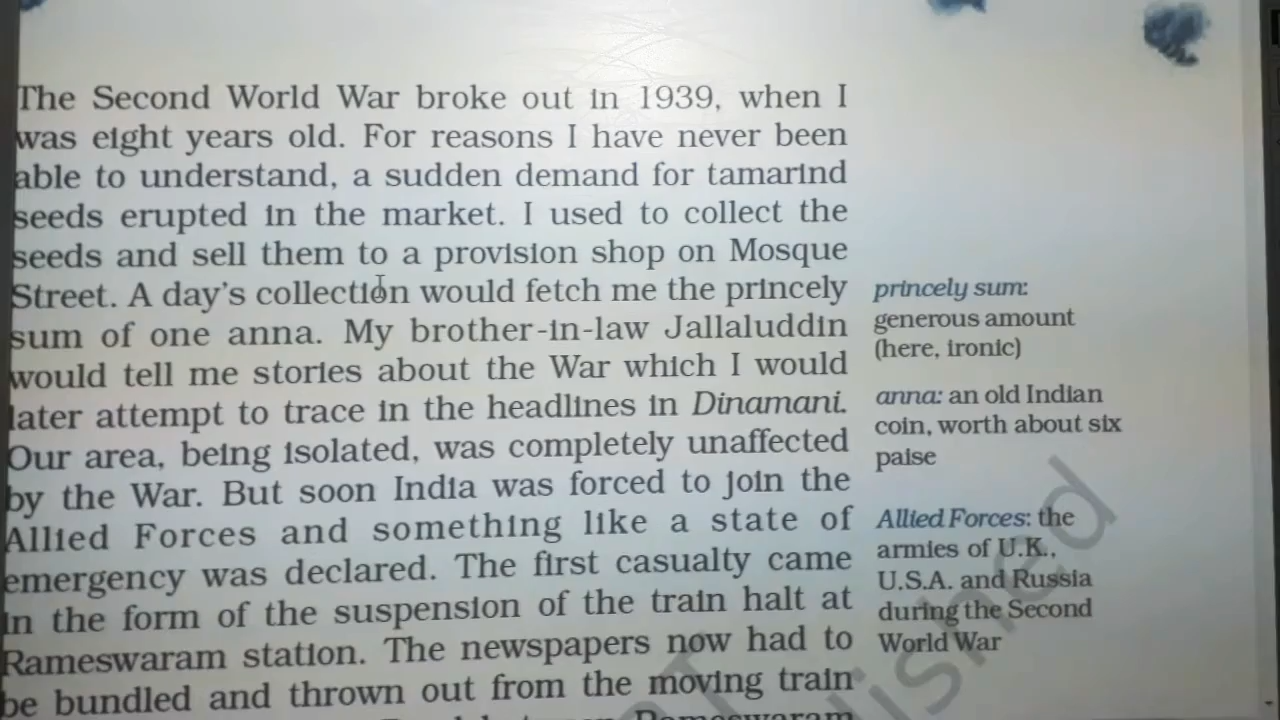 The Second World War broke out in 1939, when I
was eight years old. For reasons I have never been
able to understand, a sudden demand for tamarind
seeds erupted in the market. I used to collect the
seeds and sell them to a provision shop on Mosque
Street. A day's collection would fetch me the princely
sum of one anna. My brother-in-law Jallaluddin
would tell me stories about the War which I would
later attempt to trace in the headlines in Dinamani.
Our area, being isolated, was completely unaffected
by the War. But soon India was forced to join the
Allied Forces and something like a state of
emergency was declared. The first casualty came
in the form of the suspension of the train halt at
Rameswaram station. The newspapers now had to
be bundled and thrown out from the moving train
Rameswaram
princely sum:
generous amount
(here, ironic)
anna: an old Indian
coin, worth about six
paise
Allied Forces: the
armies of U.K.,
U.S.A. and Russia
during the Second
World War